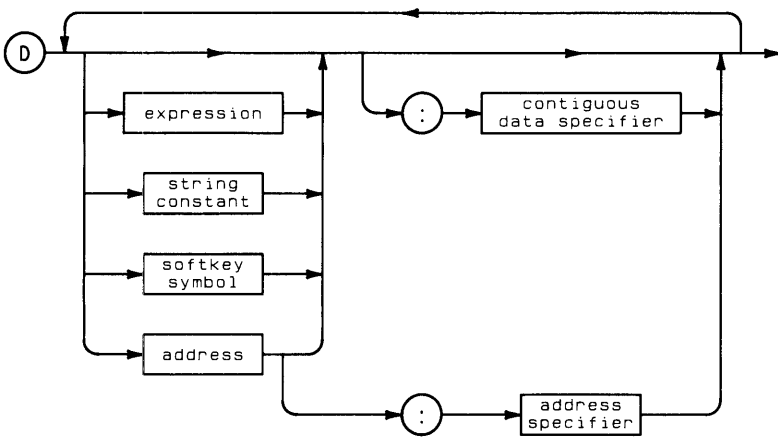 D
expression
:
contiguous
data specifier
string
constant
softkey
symbol
address
:
address
specifier